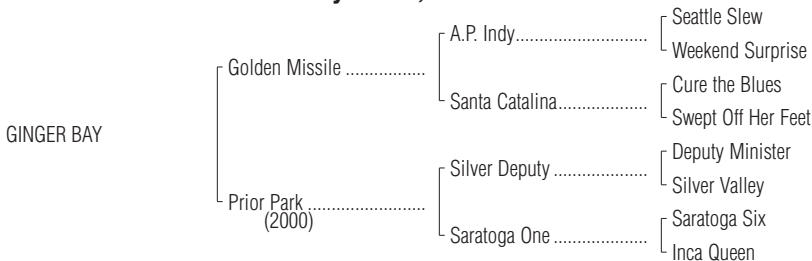 Seattle Slew
A.P. Indy..............................
Weekend Surprise
Golden Missile .................
Cure the Blues
Santa Catalina.....................
Swept Off Her Feet
GINGER BAY
Deputy Minister
Silver Deputy ......................
Silver Valley
Prior Park ...........................
(2000)
Saratoga Six
Saratoga One ......................
Inca Queen